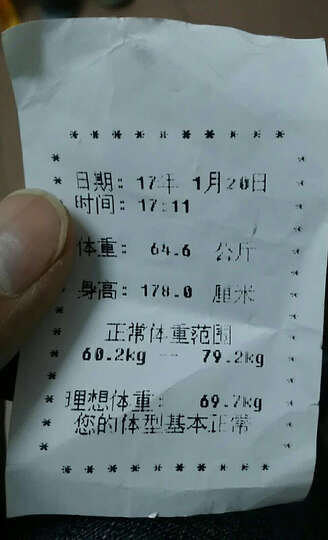 * * * * * * * * * * * *
* 日期: 17年 1月20日 *
* 时间: 17:11 *
体重: 64.6 公斤 *
* 身高: 178.0 厘米 *
* 正常体重范围 *
* 60.2kg -- 79.2kg *
理想体重: 69.7kg *
* 您的体型基本正常 *
* * * * * * * * * * * *